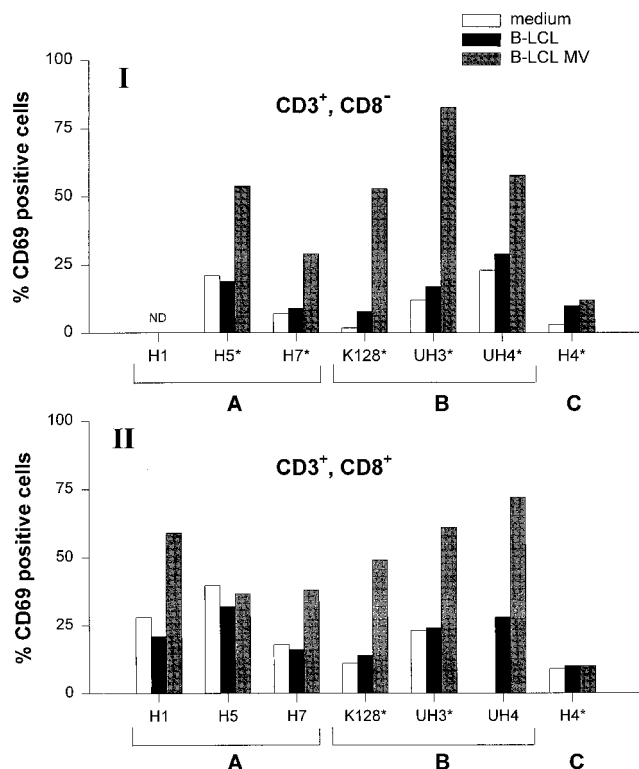 medium
B-LCL
B-LCL MV
I
CD3+, CD8-
% CD69 positive cells
100
75
50
25
0
ND
H1 H5* H7* K128* UH3* UH4* H4*
A B C
II
CD3+, CD8+
% CD69 positive cells
100
75
50
25
0
H1 H5 H7 K128* UH3* UH4 H4*
A B C